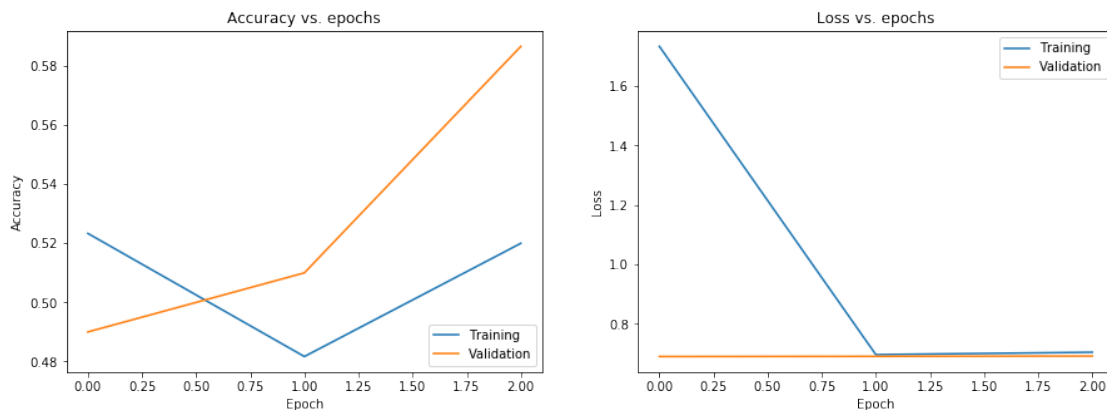 Accuracy vs. epochs
0.58
0.56
0.54
0.52
0.50
0.48
Accuracy
0.00 0.25 0.50 0.75 1.00 1.25 1.50 1.75 2.00
Epoch
Training
Validation
Loss vs. epochs
1.6
1.4
1.2
1.0
0.8
Loss
0.00 0.25 0.50 0.75 1.00 1.25 1.50 1.75 2.00
Epoch
Training
Validation